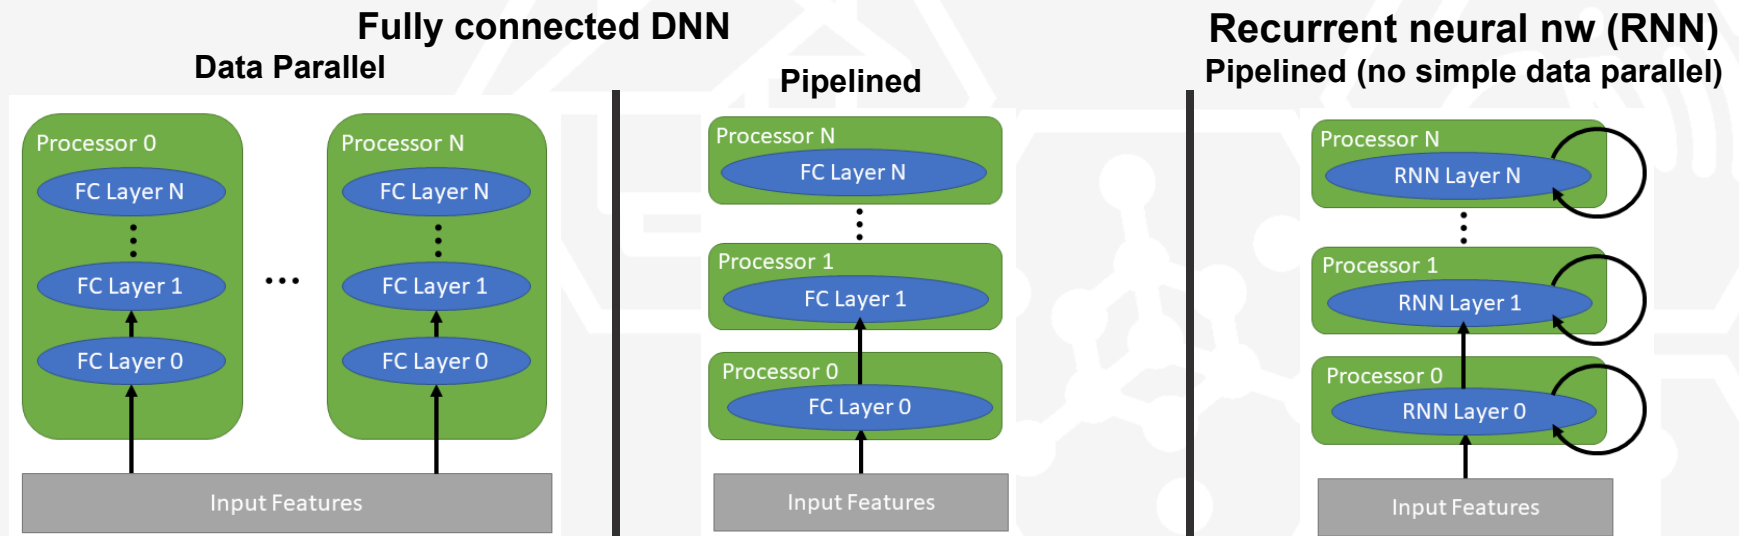 Fully connected DNN
Data Parallel
Processor 0
FC Layer N
FC Layer 1
FC Layer 0
Processor N
FC Layer N
FC Layer 1
FC Layer 0
Input Features
Pipelined
Processor N
FC Layer N
Processor 1
FC Layer 1
Processor 0
FC Layer 0
Input Features
Recurrent neural nw (RNN)
Pipelined (no simple data parallel)
Processor N
RNN Layer N
Processor 1
RNN Layer 1
Processor 0
RNN Layer 0
Input Features